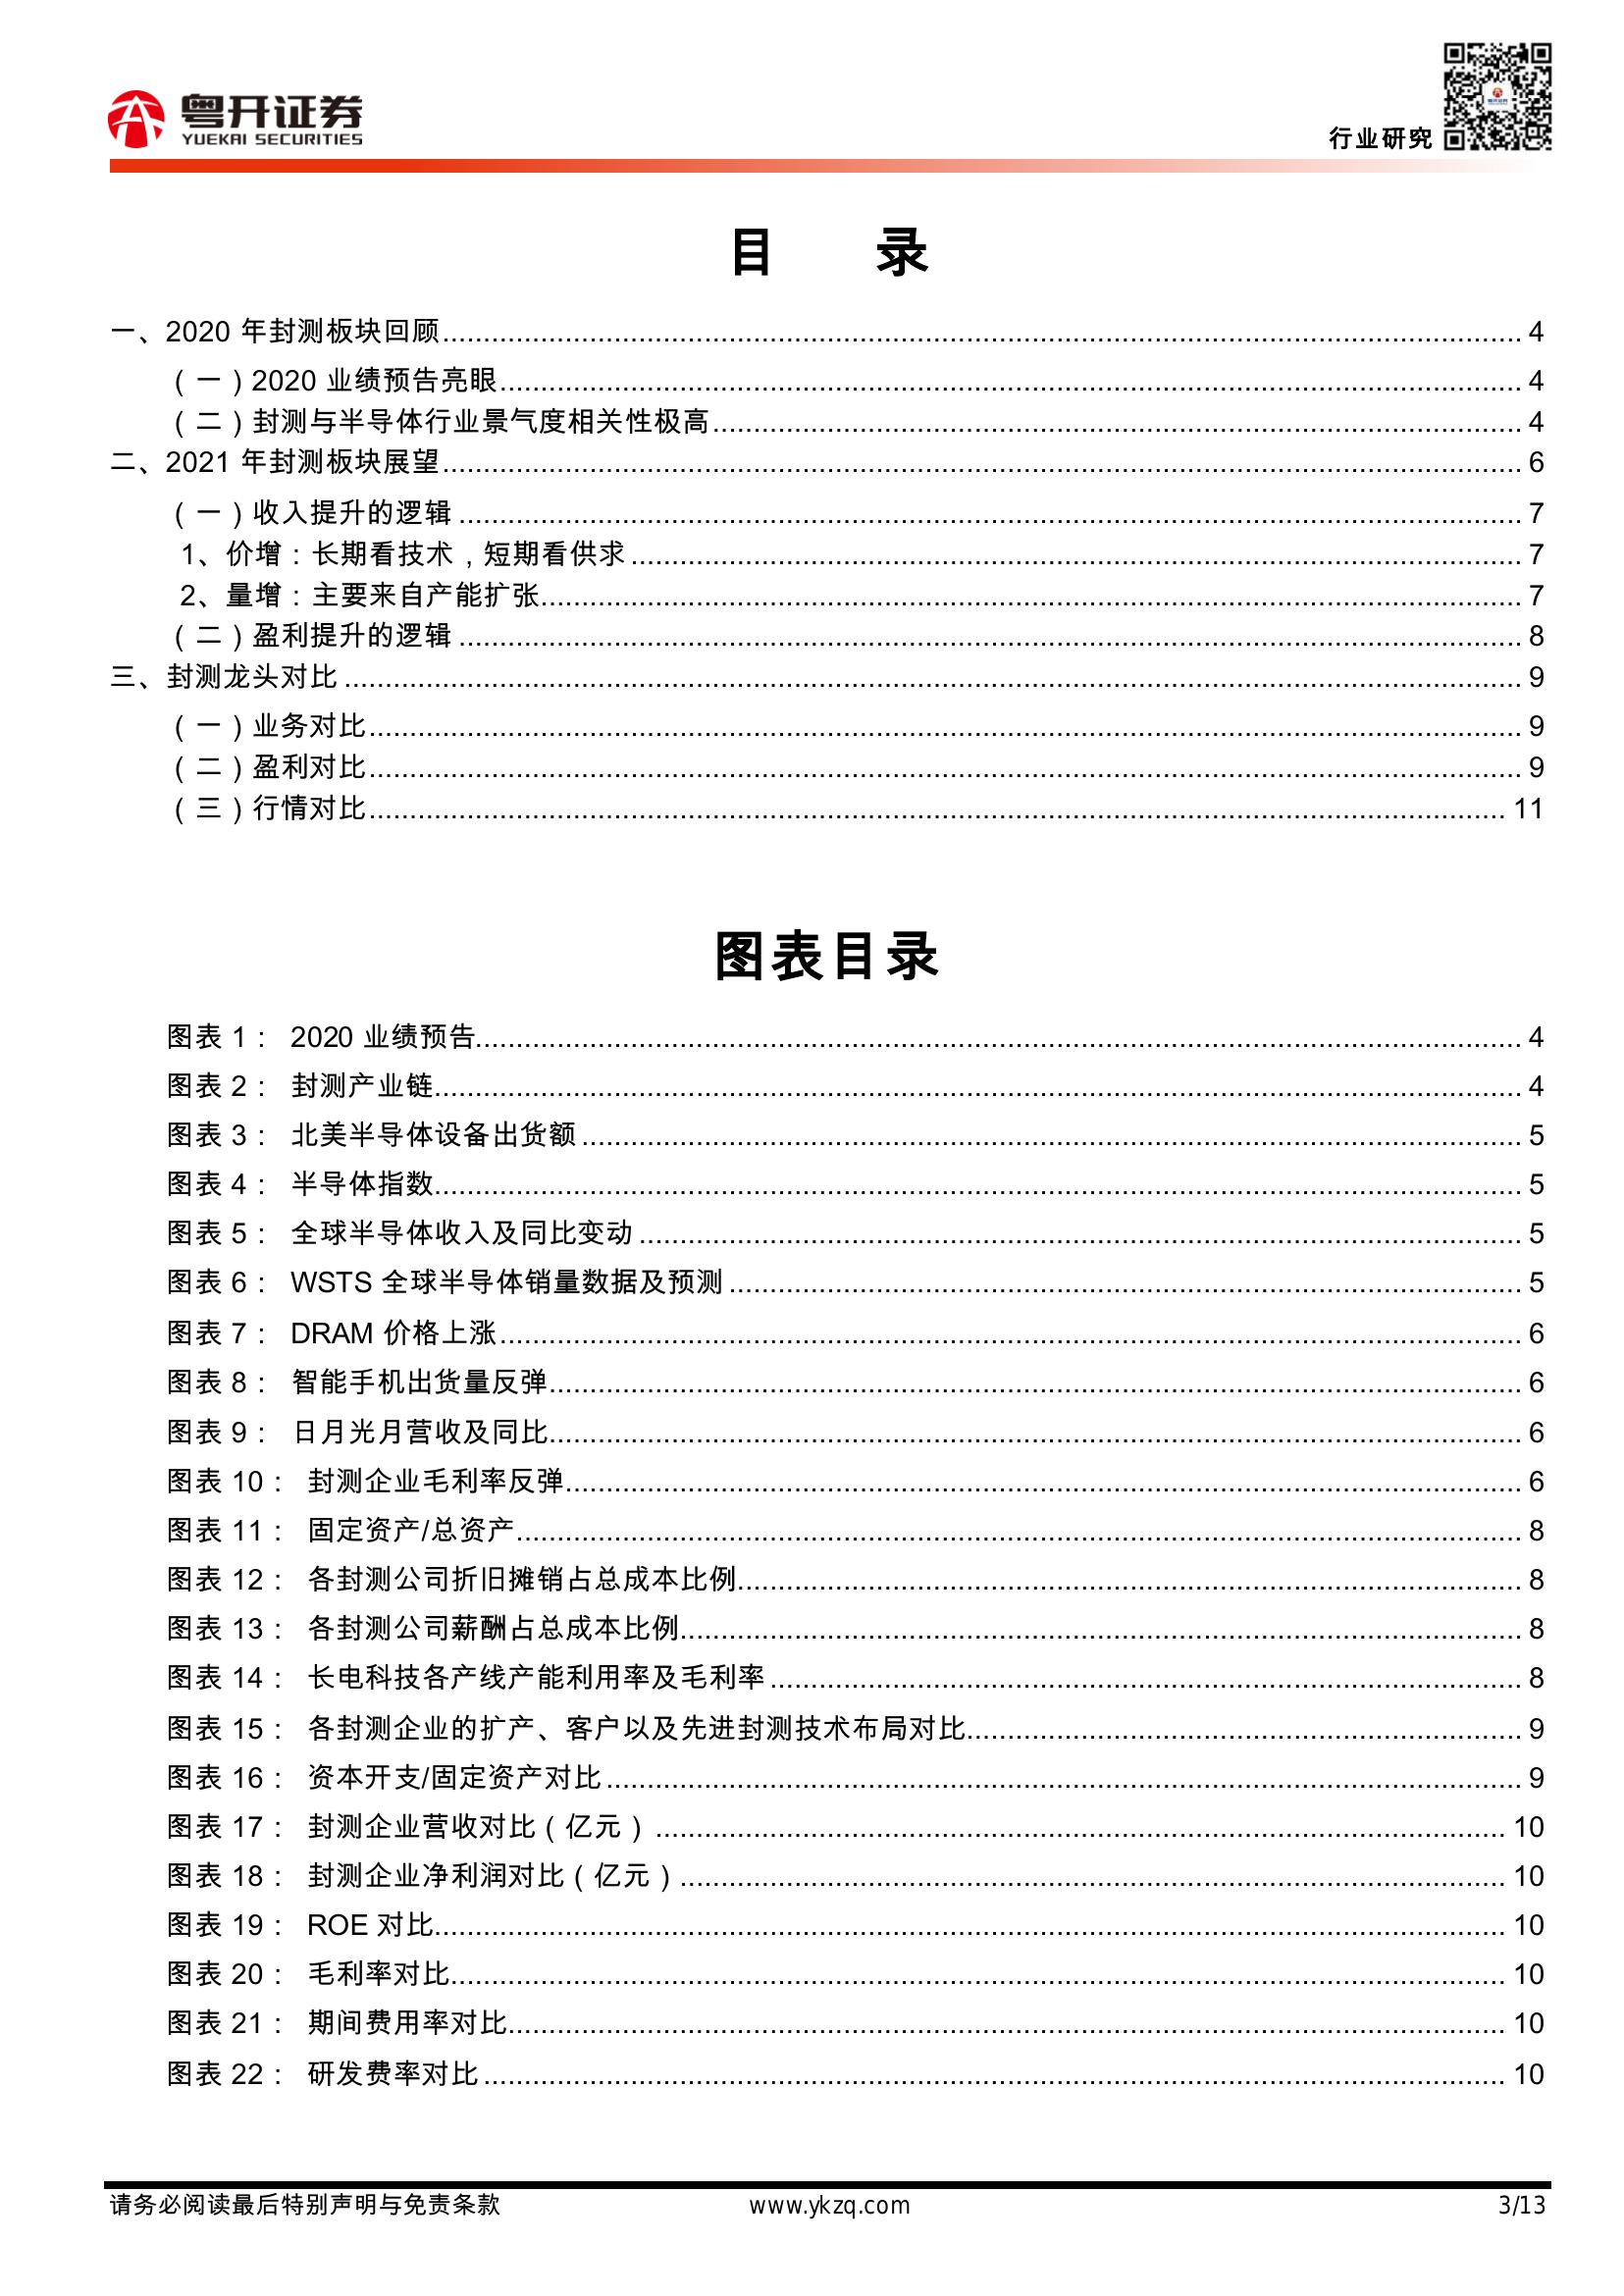 粤开证券
YUEKAI SECURITIES
行业研究
目 录
一、2020 年封测板块回顾 4
（一）2020 业绩预告亮眼 4
（二）封测与半导体行业景气度相关性极高 4
二、2021 年封测板块展望 6
（一）收入提升的逻辑 7
1、价增：长期看技术，短期看供求 7
2、量增：主要来自产能扩张 7
（二）盈利提升的逻辑 8
三、封测龙头对比 9
（一）业务对比 9
（二）盈利对比 9
（三）行情对比 11
图表目录
图表 1： 2020 业绩预告 4
图表 2： 封测产业链 4
图表 3： 北美半导体设备出货额 5
图表 4： 半导体指数 5
图表 5： 全球半导体收入及同比变动 5
图表 6： WSTS 全球半导体销量数据及预测 5
图表 7： DRAM 价格上涨 6
图表 8： 智能手机出货量反弹 6
图表 9： 日月光月营收及同比 6
图表 10： 封测企业毛利率反弹 6
图表 11： 固定资产/总资产 8
图表 12： 各封测公司折旧摊销占总成本比例 8
图表 13： 各封测公司薪酬占总成本比例 8
图表 14： 长电科技各产线产能利用率及毛利率 8
图表 15： 各封测企业的扩产、客户以及先进封测技术布局对比 9
图表 16： 资本开支/固定资产对比 9
图表 17： 封测企业营收对比（亿元） 10
图表 18： 封测企业净利润对比（亿元） 10
图表 19： ROE 对比 10
图表 20： 毛利率对比 10
图表 21： 期间费用率对比 10
图表 22： 研发费率对比 10
请务必阅读最后特别声明与免责条款 www.ykzq.com 3/13